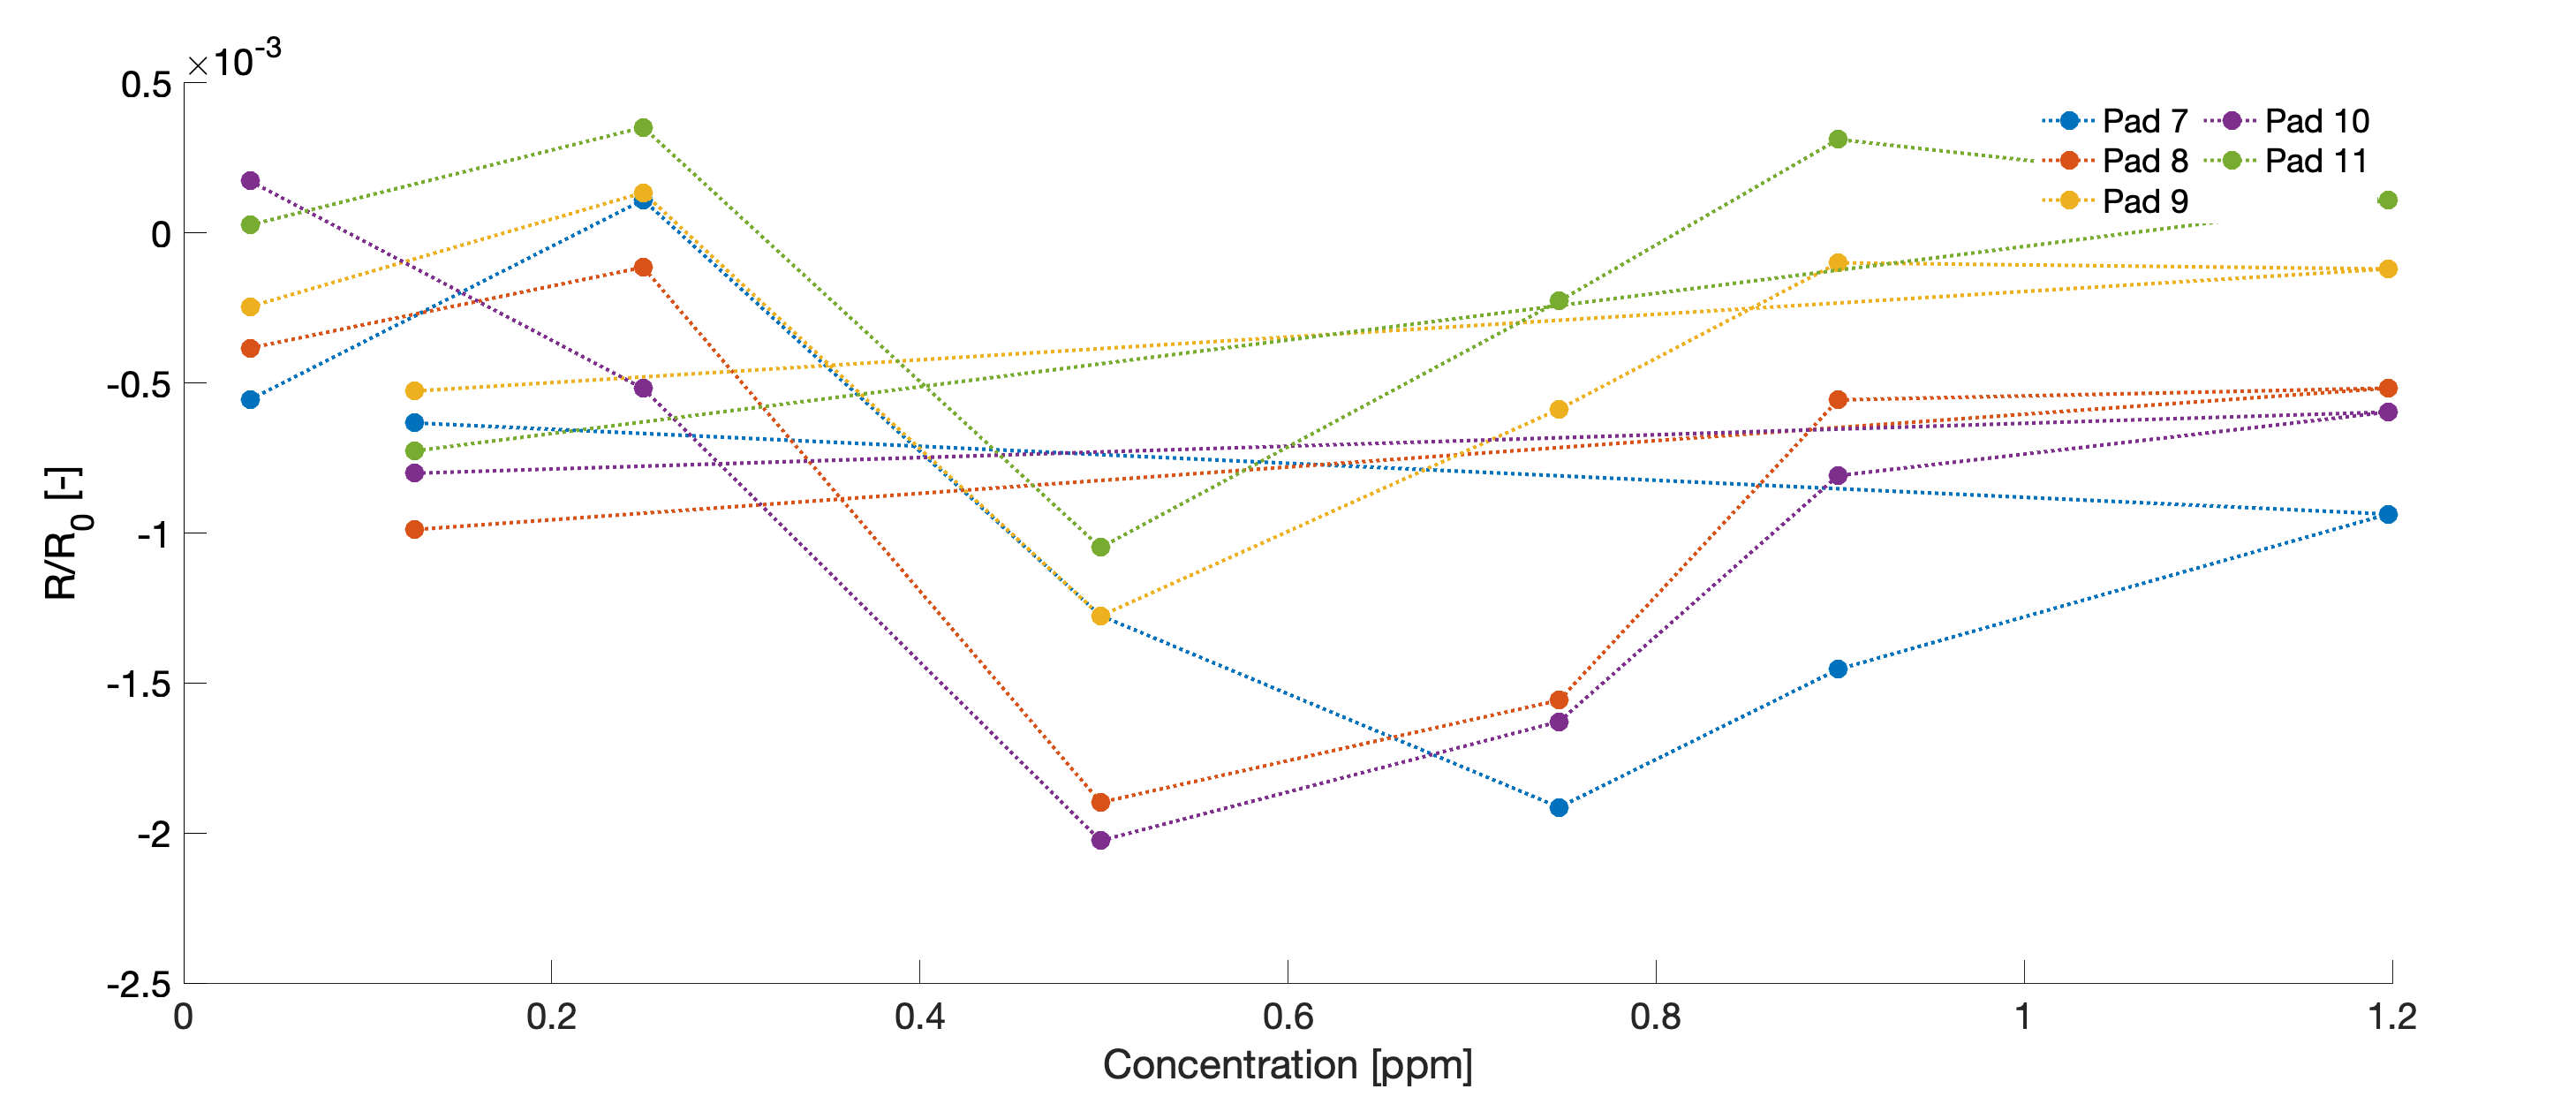 ×10-3
0.5
0
-0.5
-1
-1.5
-2
-2.5
R/R0 [-]
0 0.2 0.4 0.6 0.8 1 1.2
Concentration [ppm]
Pad 7 Pad 10
Pad 8 Pad 11
Pad 9